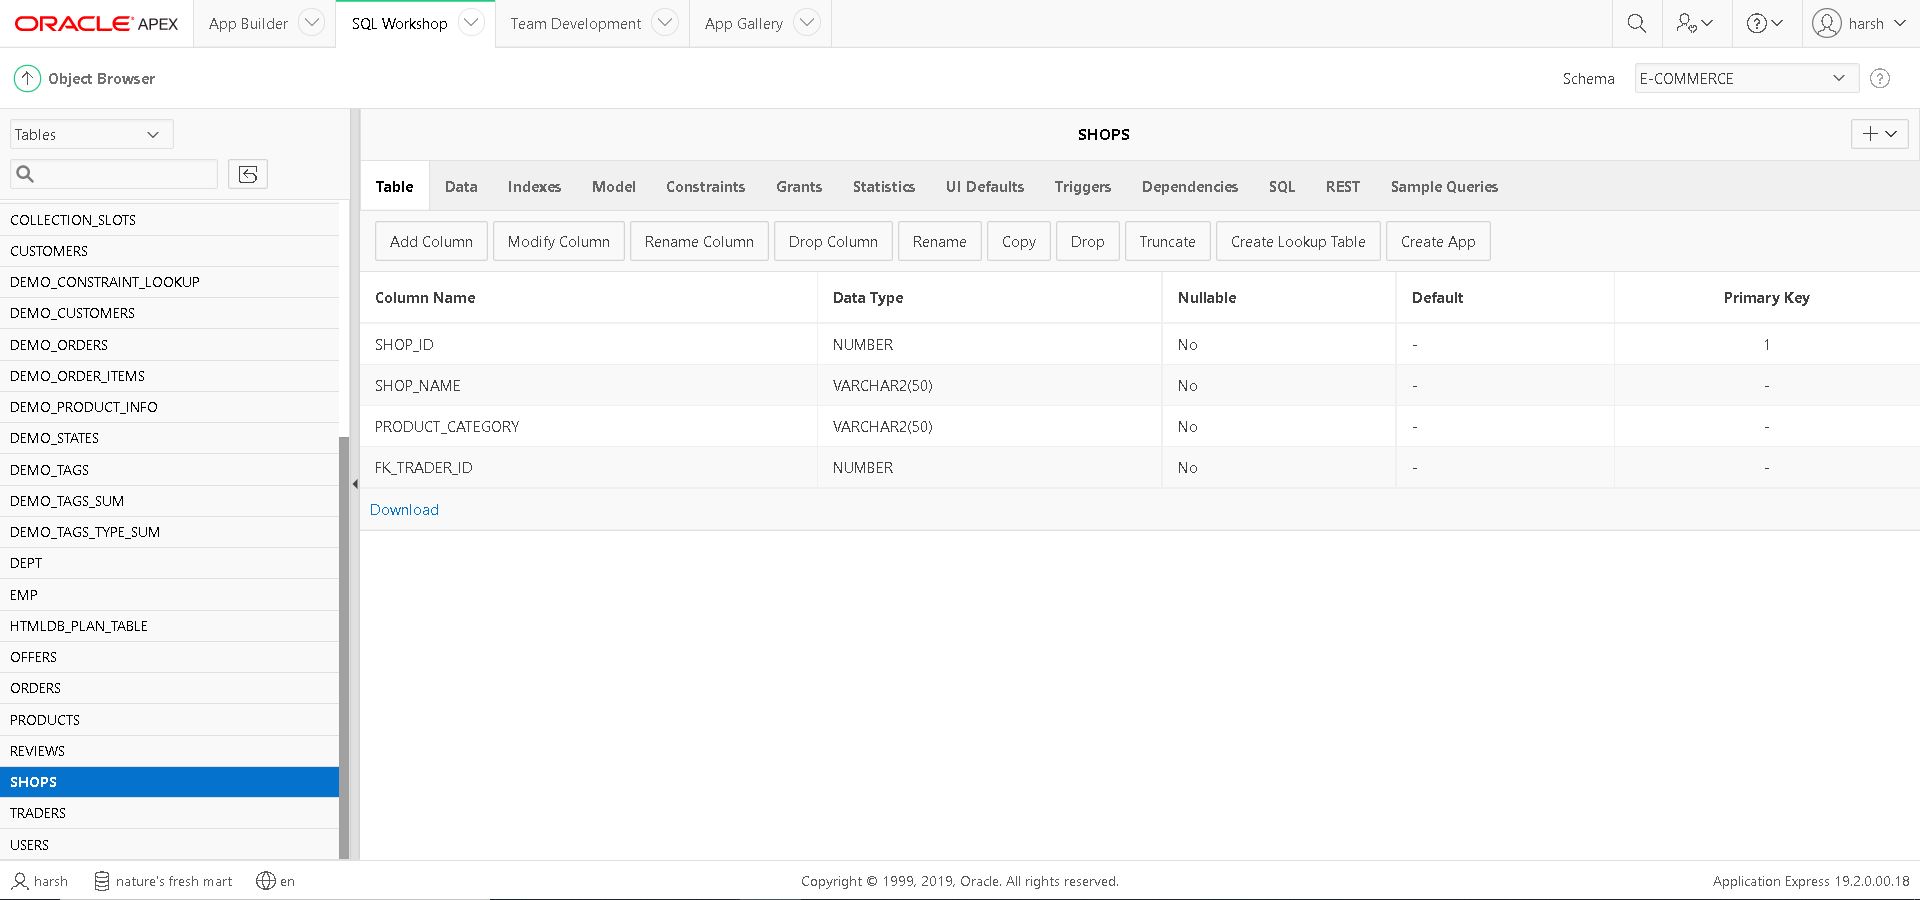 ORACLE APEX App Builder SQL Workshop Team Development App Gallery harsh
Object Browser Schema E-COMMERCE
Tables
SHOPS
Table Data Indexes Model Constraints Grants Statistics UI Defaults Triggers Dependencies SQL REST Sample Queries
Add Column Modify Column Rename Column Drop Column Rename Copy Drop Truncate Create Lookup Table Create App
Column Name Data Type Nullable Default Primary Key
SHOP_ID NUMBER No - 1
SHOP_NAME VARCHAR2(50) No - -
PRODUCT_CATEGORY VARCHAR2(50) No - -
FK_TRADER_ID NUMBER No - -
Download
COLLECTION_SLOTS
CUSTOMERS
DEMO_CONSTRAINT_LOOKUP
DEMO_CUSTOMERS
DEMO_ORDERS
DEMO_ORDER_ITEMS
DEMO_PRODUCT_INFO
DEMO_STATES
DEMO_TAGS
DEMO_TAGS_SUM
DEMO_TAGS_TYPE_SUM
DEPT
EMP
HTMLDB_PLAN_TABLE
OFFERS
ORDERS
PRODUCTS
REVIEWS
SHOPS
TRADERS
USERS
harsh nature's fresh mart en Copyright © 1999, 2019, Oracle. All rights reserved. Application Express 19.2.0.00.18